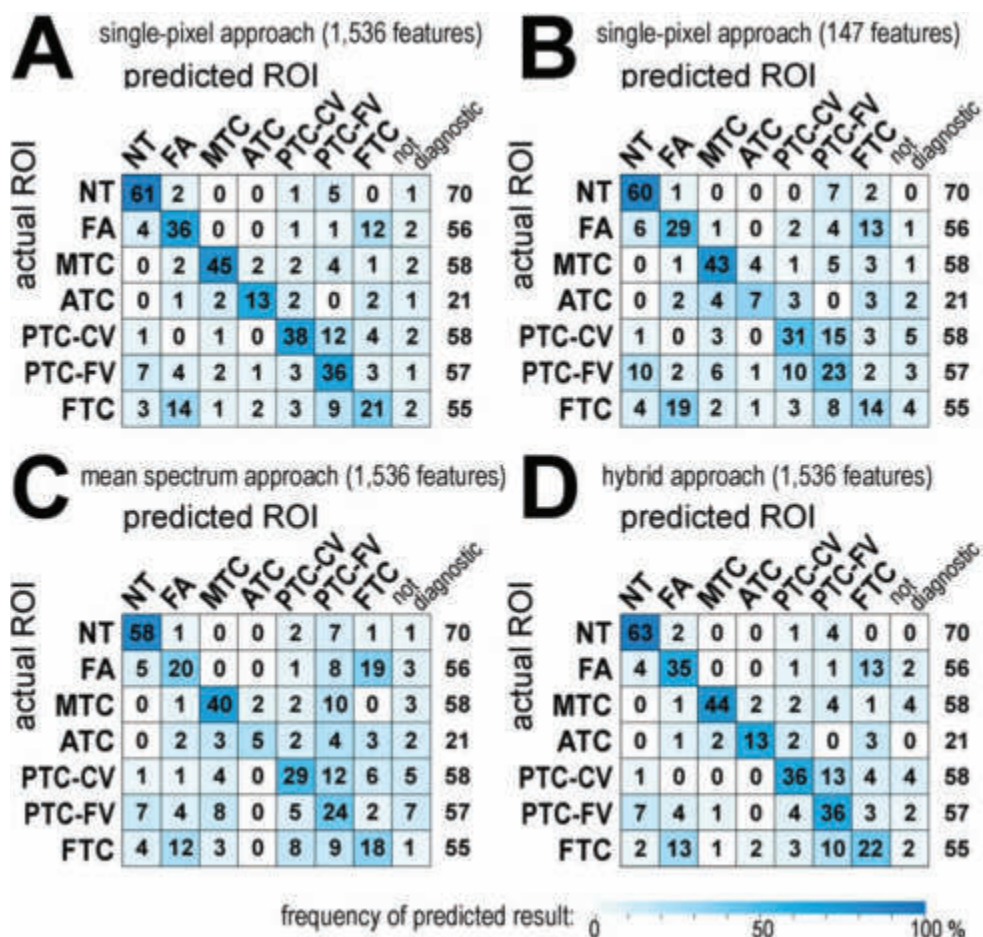 A single-pixel approach (1,536 features)
predicted ROI
NT FA MTC ATC PTC-CV PTC-FV FTC not diagnostic
actual ROI
NT 61 2 0 0 1 5 0 1 70
FA 4 36 0 0 1 1 12 2 56
MTC 0 2 45 2 2 4 1 2 58
ATC 0 1 2 13 2 0 2 1 21
PTC-CV 1 0 1 0 38 12 4 2 58
PTC-FV 7 4 2 1 3 36 3 1 57
FTC 3 14 1 2 3 9 21 2 55
B single-pixel approach (147 features)
predicted ROI
NT FA MTC ATC PTC-CV PTC-FV FTC not diagnostic
actual ROI
NT 60 1 0 0 0 7 2 0 70
FA 6 29 1 0 2 4 13 1 56
MTC 0 1 43 4 1 5 3 1 58
ATC 0 2 4 7 3 0 3 2 21
PTC-CV 1 0 3 0 31 15 3 5 58
PTC-FV 10 2 6 1 10 23 2 3 57
FTC 4 19 2 1 3 8 14 4 55
C mean spectrum approach (1,536 features)
predicted ROI
NT FA MTC ATC PTC-CV PTC-FV FTC not diagnostic
actual ROI
NT 58 1 0 0 2 7 1 1 70
FA 5 20 0 0 1 8 19 3 56
MTC 0 1 40 2 2 10 0 3 58
ATC 0 2 3 5 2 4 3 2 21
PTC-CV 1 1 4 0 29 12 6 5 58
PTC-FV 7 4 8 0 5 24 2 7 57
FTC 4 12 3 0 8 9 18 1 55
D hybrid approach (1,536 features)
predicted ROI
NT FA MTC ATC PTC-CV PTC-FV FTC not diagnostic
actual ROI
NT 63 2 0 0 1 4 0 0 70
FA 4 35 0 0 1 1 13 2 56
MTC 0 1 44 2 2 4 1 4 58
ATC 0 1 2 13 2 0 3 0 21
PTC-CV 1 0 0 0 36 13 4 4 58
PTC-FV 7 4 1 0 4 36 3 2 57
FTC 2 13 1 2 3 10 22 2 55
frequency of predicted result: 0 50 100 %